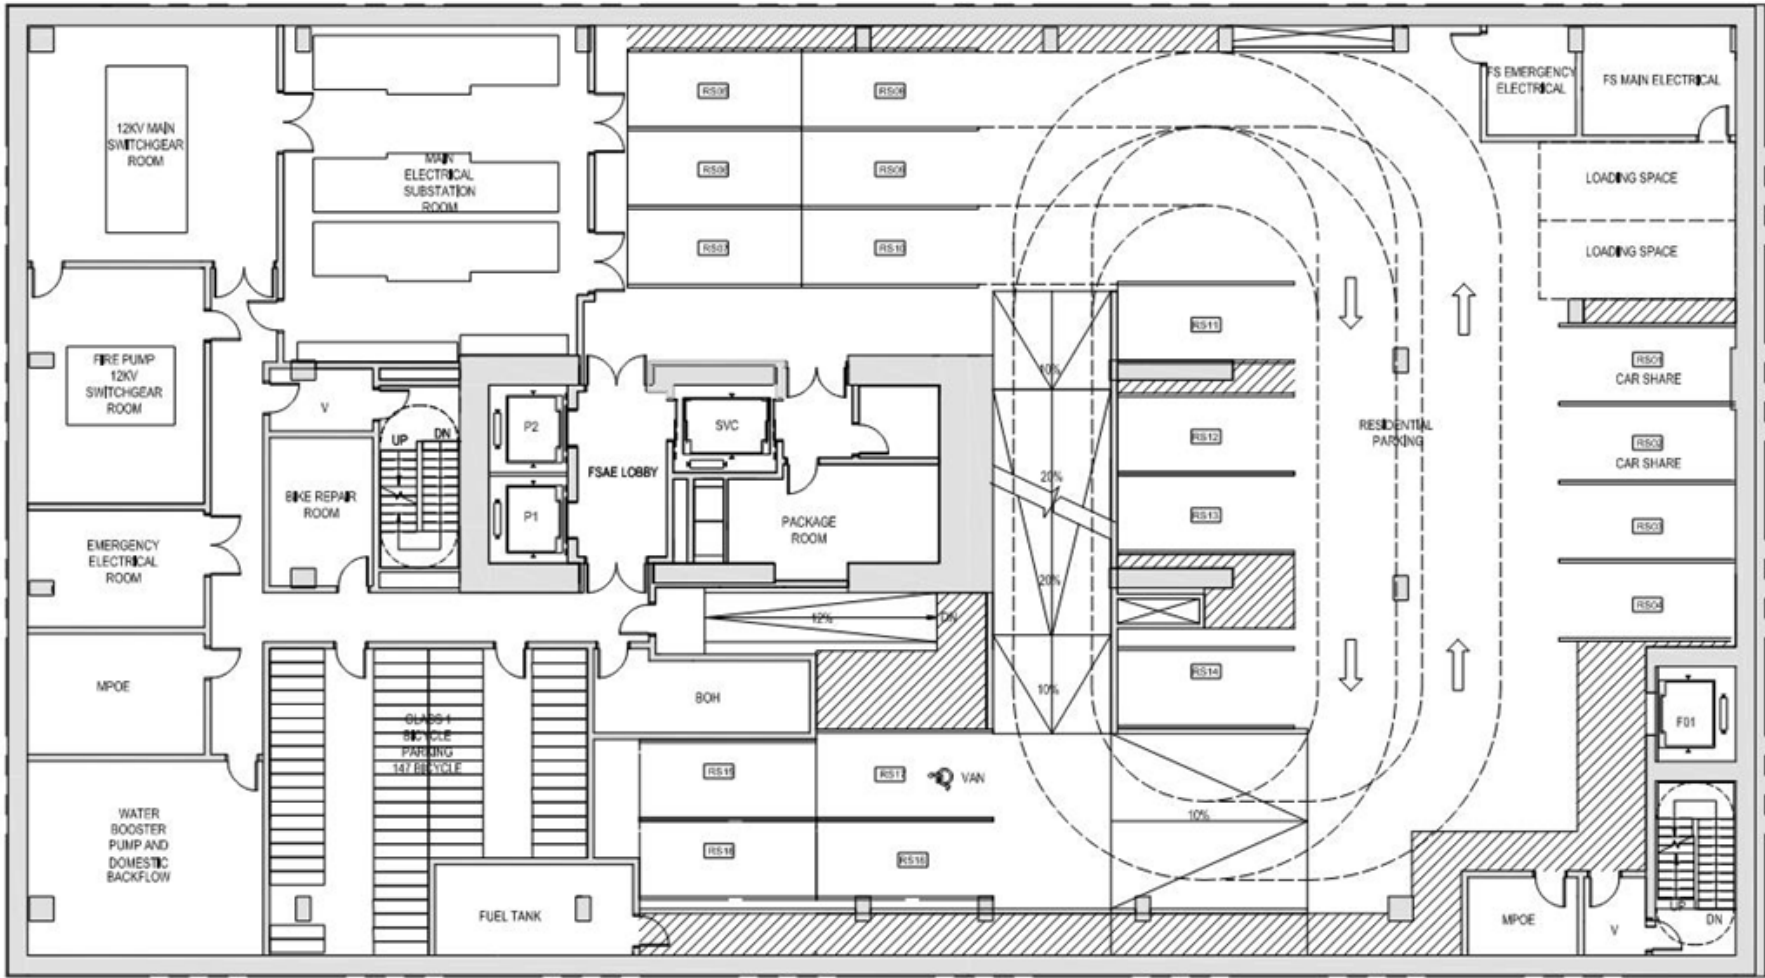 12KV MAIN
SWITCHGEAR
ROOM
MAIN
ELECTRICAL
SUBSTATION
ROOM
RS05
RS06
RS07
RS09
RS10
FS EMERGENCY
ELECTRICAL
FS MAIN ELECTRICAL
LOADING SPACE
LOADING SPACE
FIRE PUMP
12KV
SWITCHGEAR
ROOM
V
UP
DN
P2
P1
FSAE LOBBY
SVC
PACKAGE
ROOM
BIKE REPAIR
ROOM
EMERGENCY
ELECTRICAL
ROOM
10%
20%
20%
10%
RS11
RS12
RS13
RS14
RESIDENTIAL
PARKING
RS01
CAR SHARE
RS02
CAR SHARE
RS03
RS04
12%
DN
MPOE
BOH
CLASS 1
BICYCLE
PARKING
147 BICYCLE
RS15
RS17
VAN
10%
F01
WATER
BOOSTER
PUMP AND
DOMESTIC
BACKFLOW
FUEL TANK
MPOE
V
UP
DN